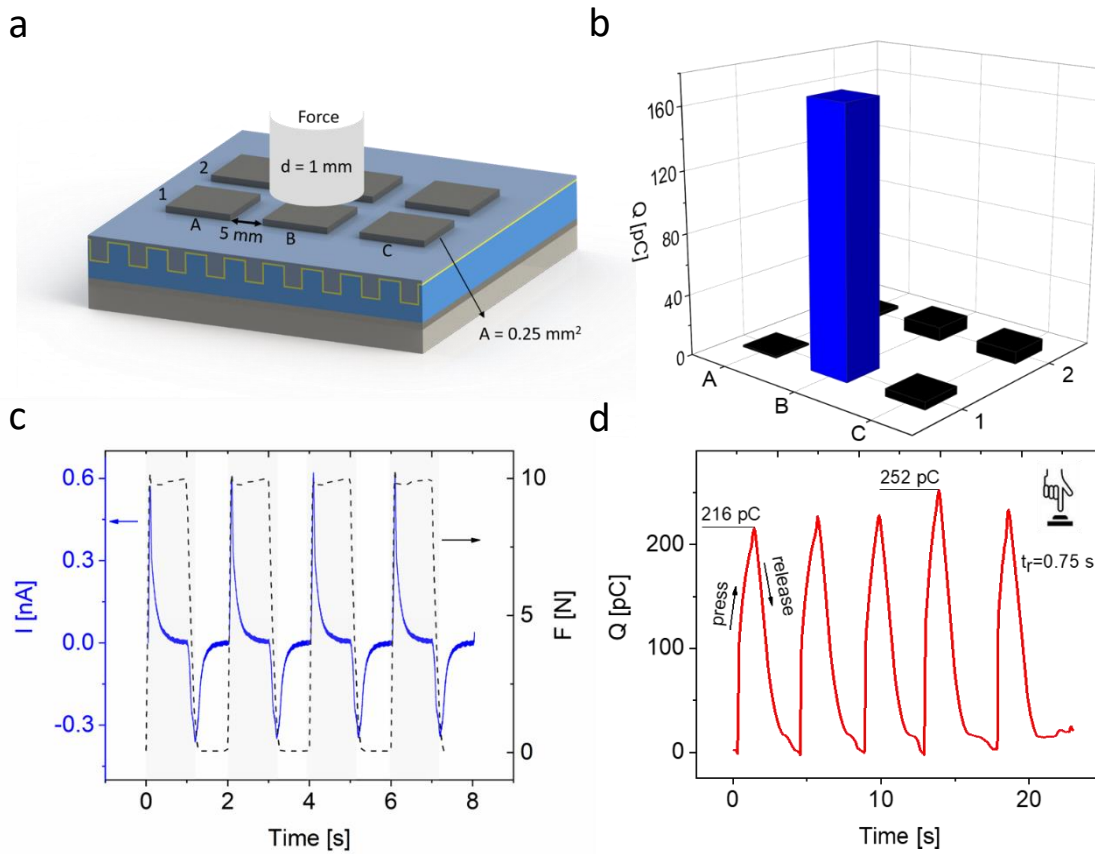 a
Force
d = 1 mm
2
1
A
5 mm
B
C
A = 0.25 mm²
b
Q [pC]
160
120
80
40
0
A
B
C
1
2
c
I [nA]
0.6
0.3
0.0
-0.3
10
5
0
F [N]
0 2 4 6 8
Time [s]
d
Q [pC]
200
100
0
216 pC
252 pC
press
release
tᵣ=0.75 s
0 10 20
Time [s]